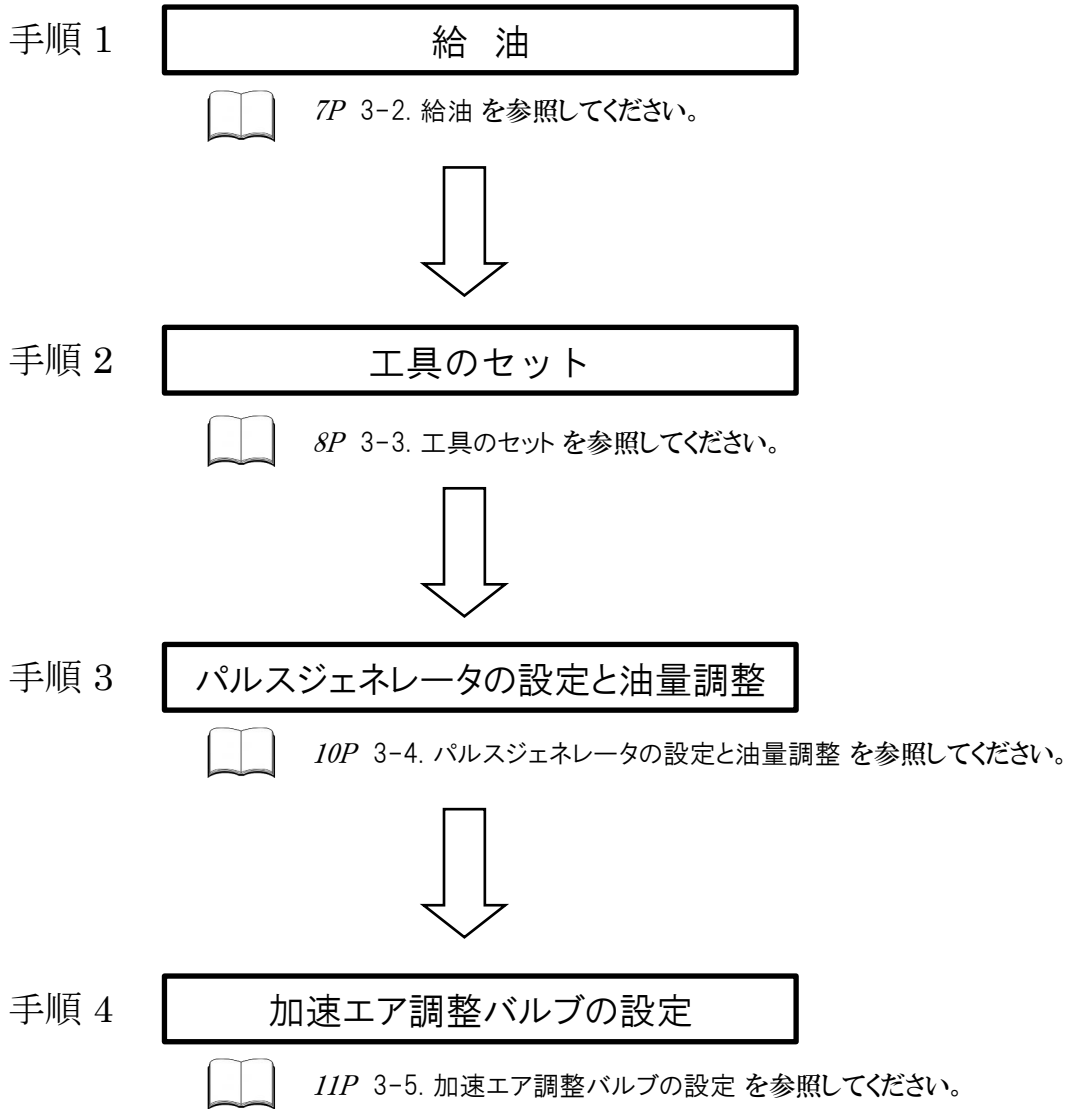 手順 1
給 油
7P 3-2. 給油 を参照してください。
手順 2
工具のセット
8P 3-3. 工具のセット を参照してください。
手順 3
パルスジェネレータの設定と油量調整
10P 3-4. パルスジェネレータの設定と油量調整 を参照してください。
手順 4
加速エア調整バルブの設定
11P 3-5. 加速エア調整バルブの設定 を参照してください。